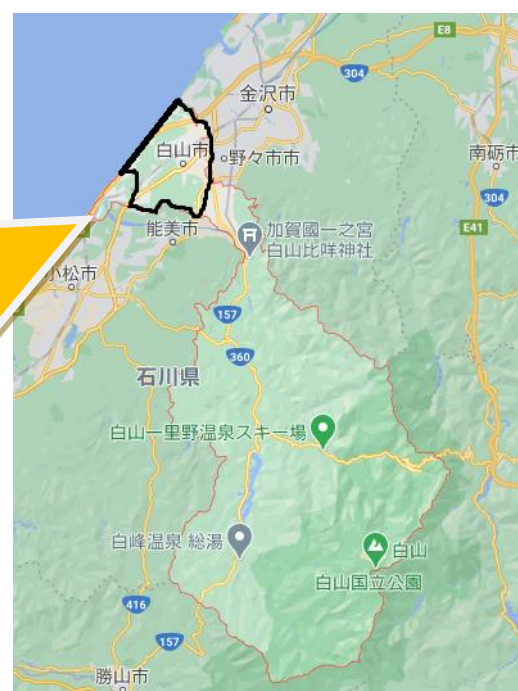 E8
304
金沢市
白山市
野々市市
南砺市
304
能美市
加賀國一之宮
白山比咩神社
E41
小松市
157
360
石川県
白山一里野温泉スキー場
白峰温泉 総湯
白山
白山国立公園
416
157
勝山市